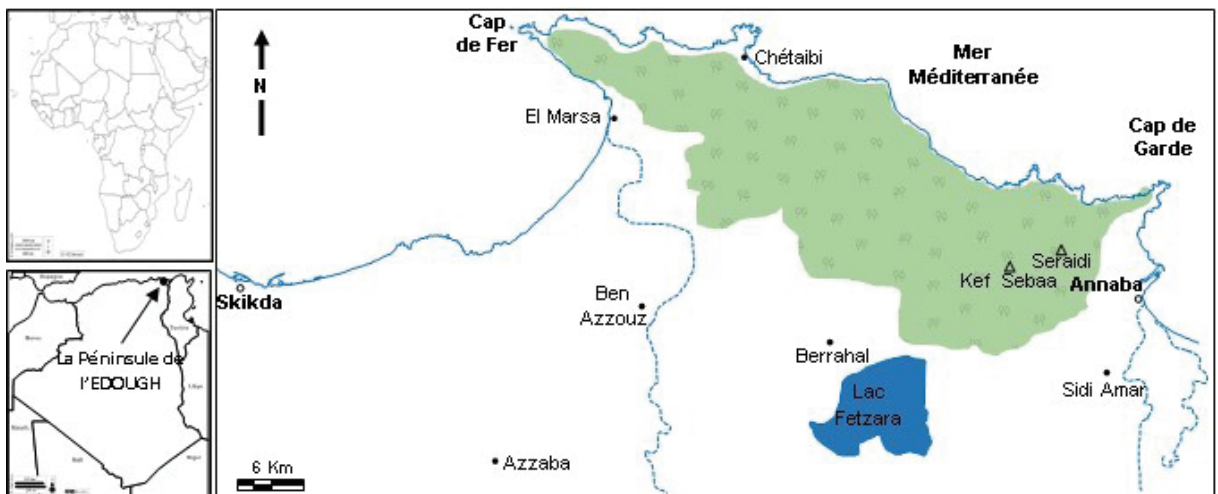 Cap
de Fer
N
Chétaibi
Mer
Méditerranée
El Marsa
Cap de
Garde
Seraidi
Kef Sebaa
Annaba
Skikda
Ben
Azzouz
Berrahal
Sidi Amar
Lac
Fetzara
Azzaba
6 Km
La Péninsule de
l'EDOUGH